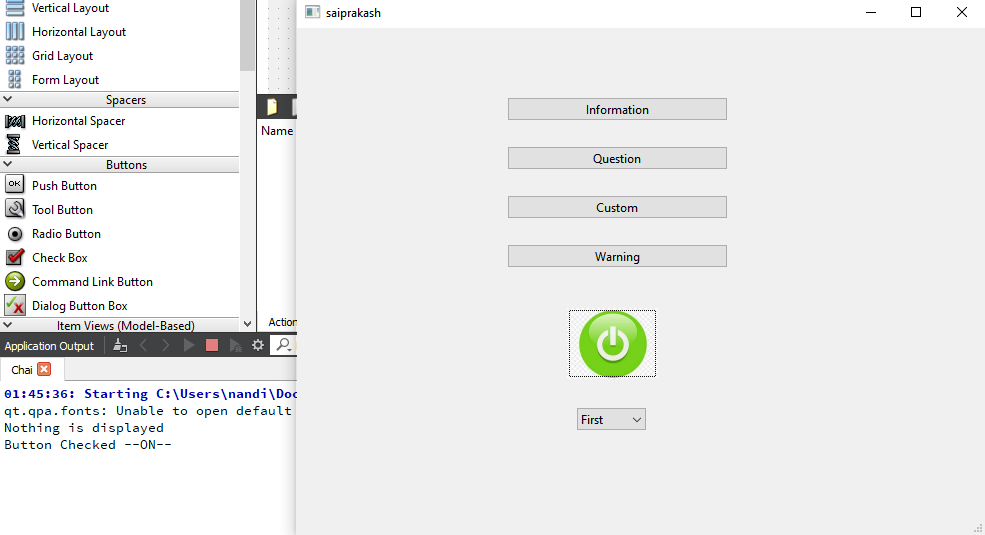 Vertical Layout
Horizontal Layout
Grid Layout
Form Layout
Spacers
Horizontal Spacer
Vertical Spacer
Buttons
Push Button
OK
Tool Button
Radio Button
Check Box
Command Link Button
Dialog Button Box
Item Views (Model-Based)
Name
Action
Application Output
Chai
01:45:36: Starting C:\Users\nandi\Doc
qt.qpa.fonts: Unable to open default
Nothing is displayed
Button Checked --ON--
saiprakash
Information
Question
Custom
Warning
First